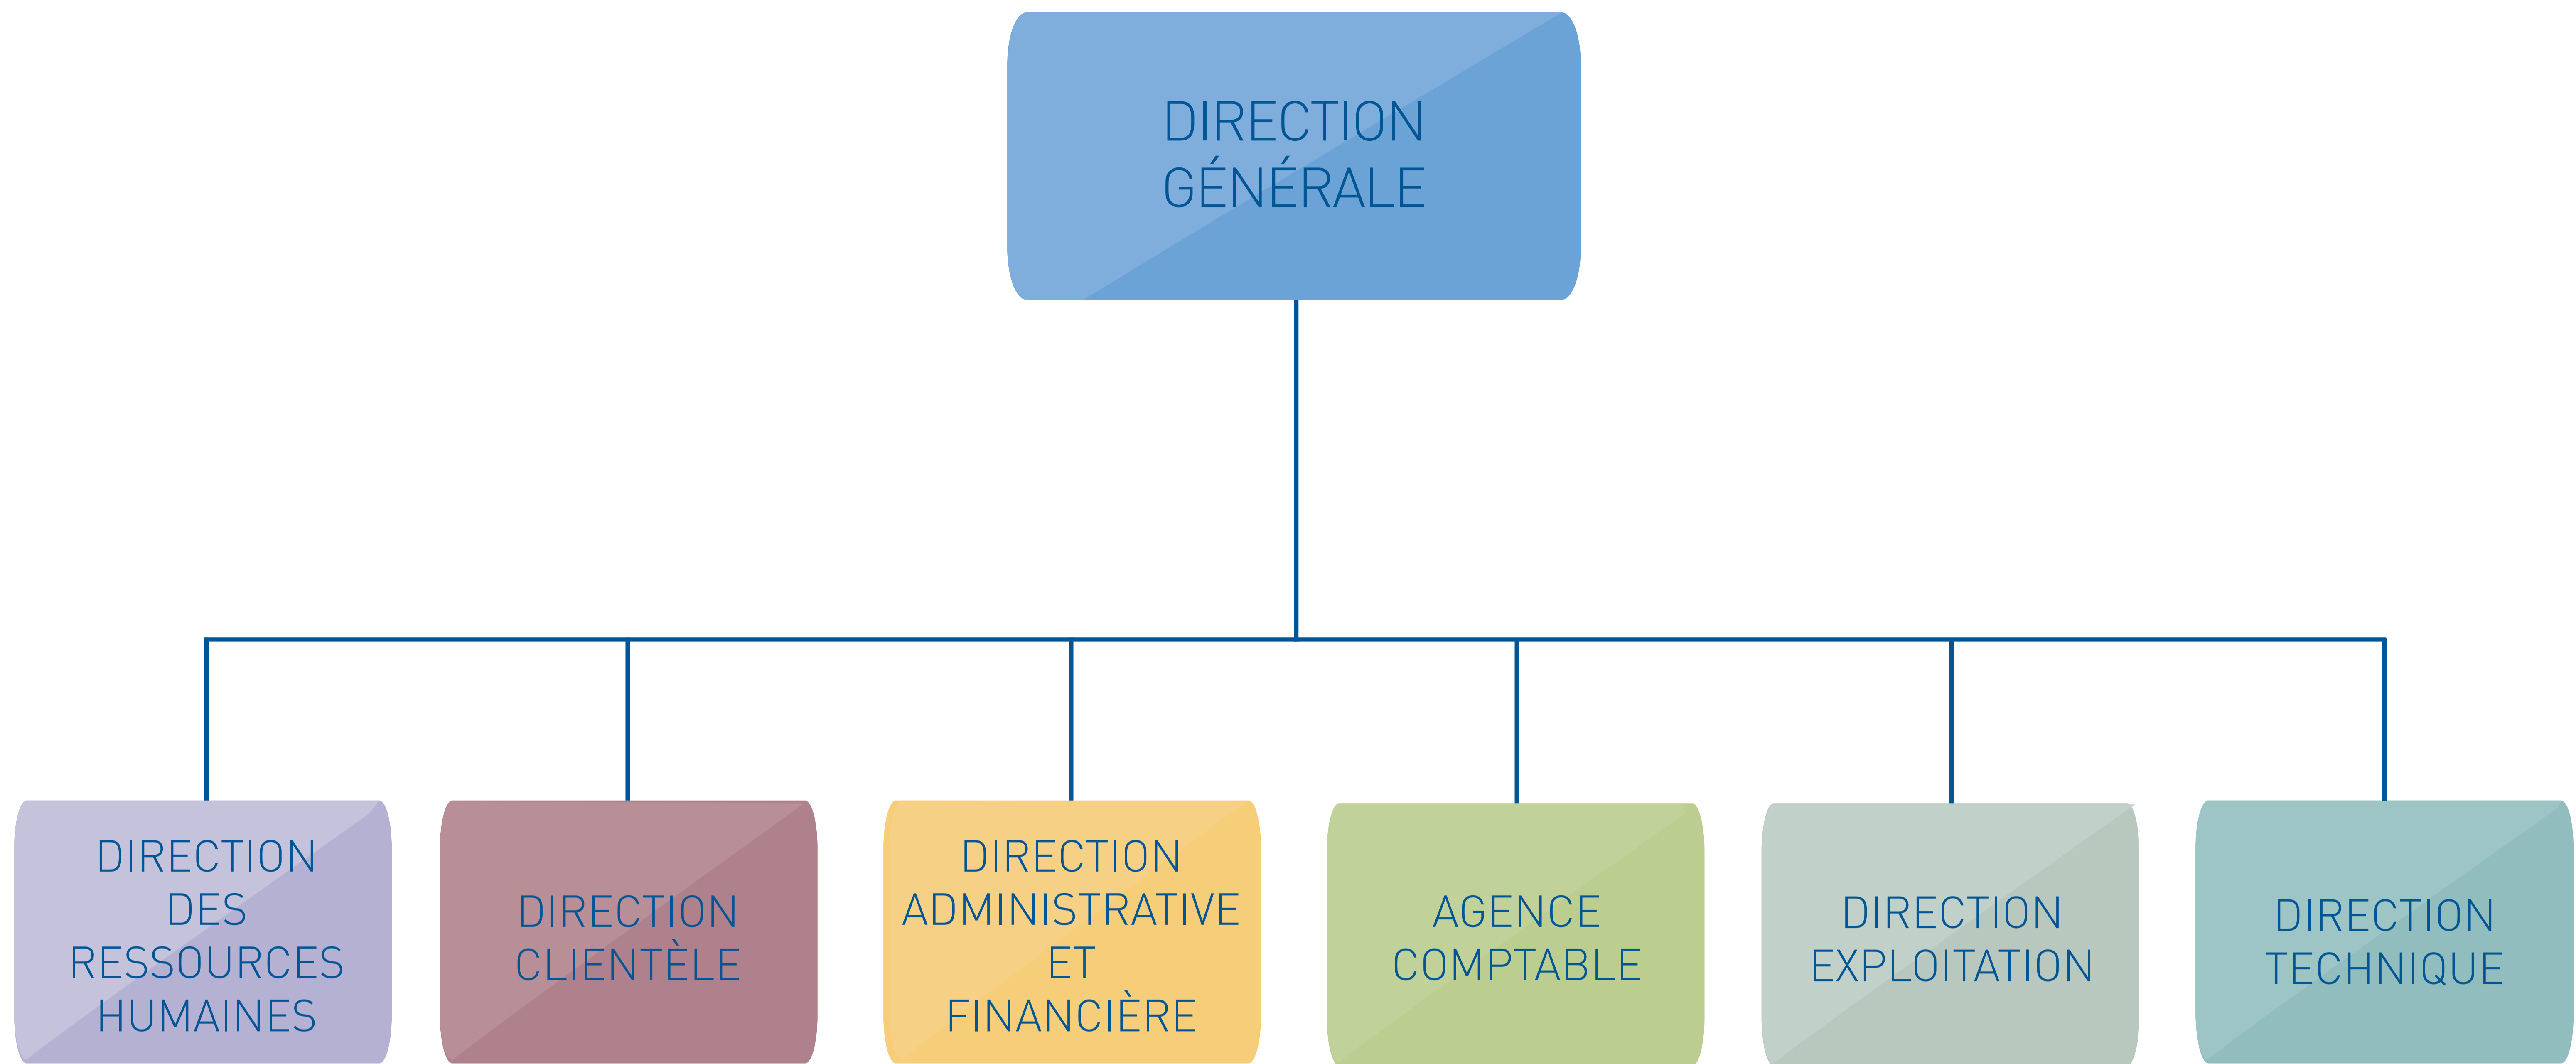 DIRECTION
GÉNÉRALE
DIRECTION
DES
RESSOURCES
HUMAINES
DIRECTION
CLIENTÈLE
DIRECTION
ADMINISTRATIVE
ET
FINANCIÈRE
AGENCE
COMPTABLE
DIRECTION
EXPLOITATION
DIRECTION
TECHNIQUE